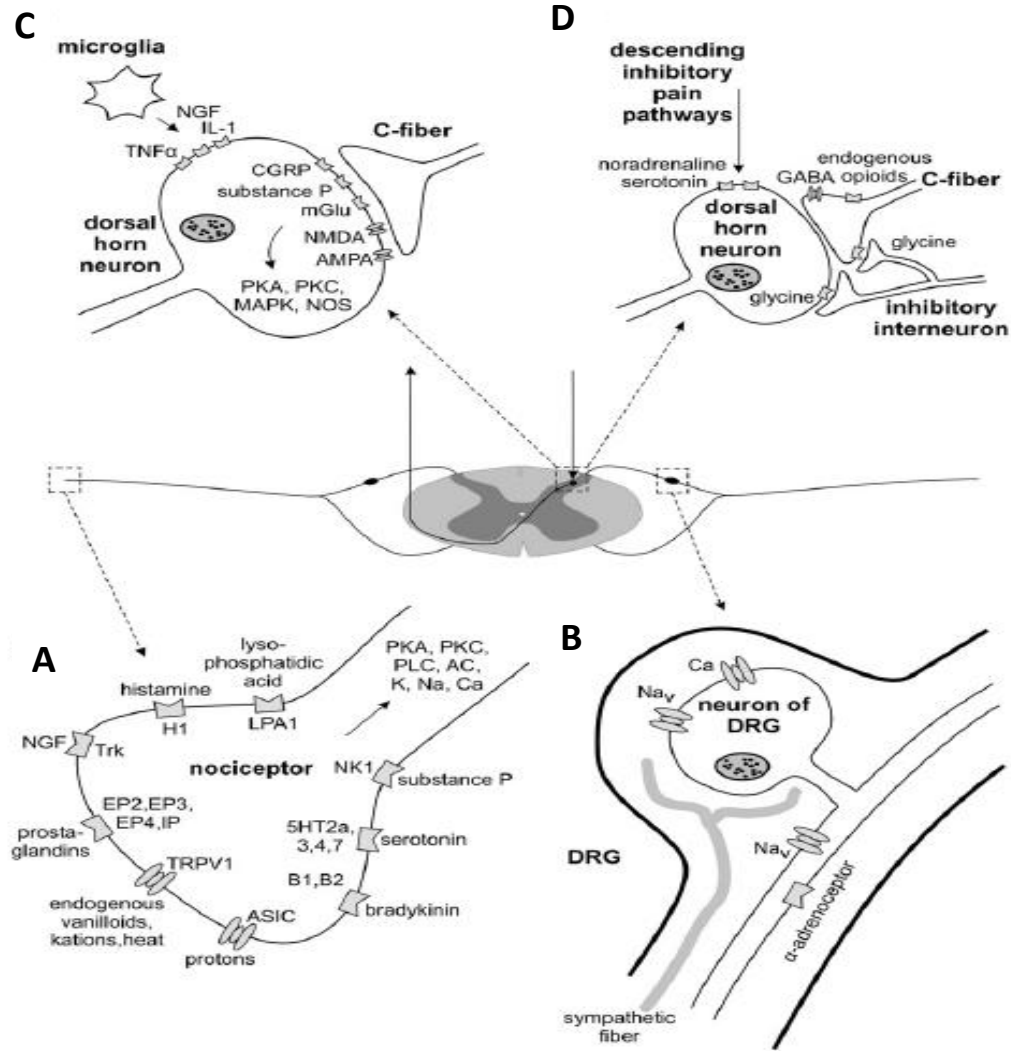 C
microglia
NGF
IL-1
TNFα
C-fiber
CGRP
substance P
mGlu
NMDA
AMPA
dorsal
horn
neuron
PKA, PKC,
MAPK, NOS
D
descending
inhibitory
pain
pathways
noradrenaline
serotonin
endogenous
GABA opioids
C-fiber
dorsal
horn
neuron
glycine
glycine
inhibitory
interneuron
A
lyso-
phosphatidic
acid
PKA, PKC,
PLC, AC,
K, Na, Ca
histamine
H1
LPA1
NGF
Trk
nociceptor
NK1
substance P
EP2,EP3,
EP4,IP
prosta-
glandins
5HT2a,
3,4,7
serotonin
TRPV1
B1,B2
bradykinin
endogenous
vanilloids,
kations,heat
ASIC
protons
B
Ca
Nav
neuron of
DRG
DRG
Nav
α-adrenoceptor
sympathetic
fiber